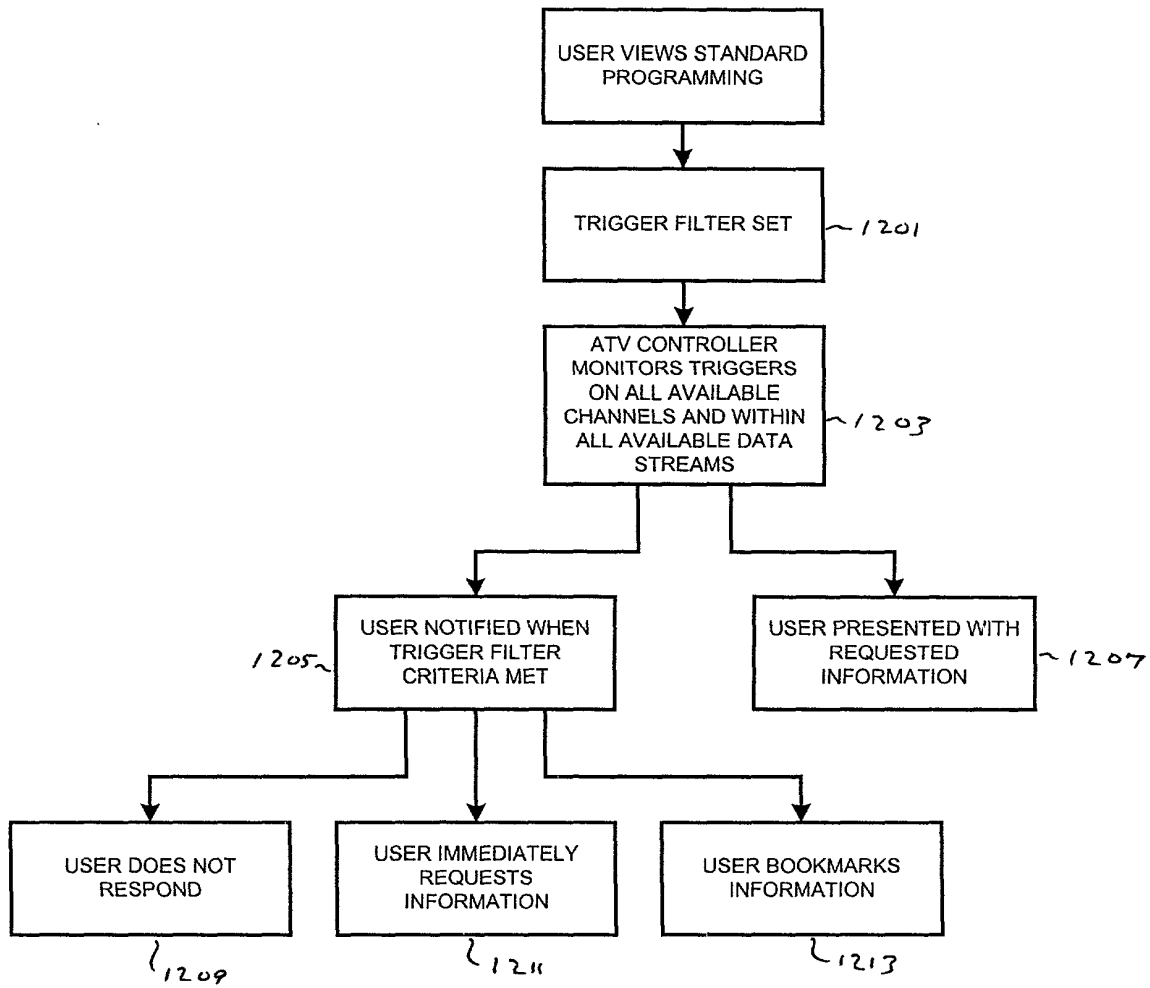 USER VIEWS STANDARD
PROGRAMMING
TRIGGER FILTER SET
1201
ATV CONTROLLER
MONITORS TRIGGERS
ON ALL AVAILABLE
CHANNELS AND WITHIN
ALL AVAILABLE DATA
STREAMS
1203
USER NOTIFIED WHEN
TRIGGER FILTER
CRITERIA MET
1205
USER PRESENTED WITH
REQUESTED
INFORMATION
1207
USER DOES NOT
RESPOND
1209
USER IMMEDIATELY
REQUESTS
INFORMATION
1211
USER BOOKMARKS
INFORMATION
1213